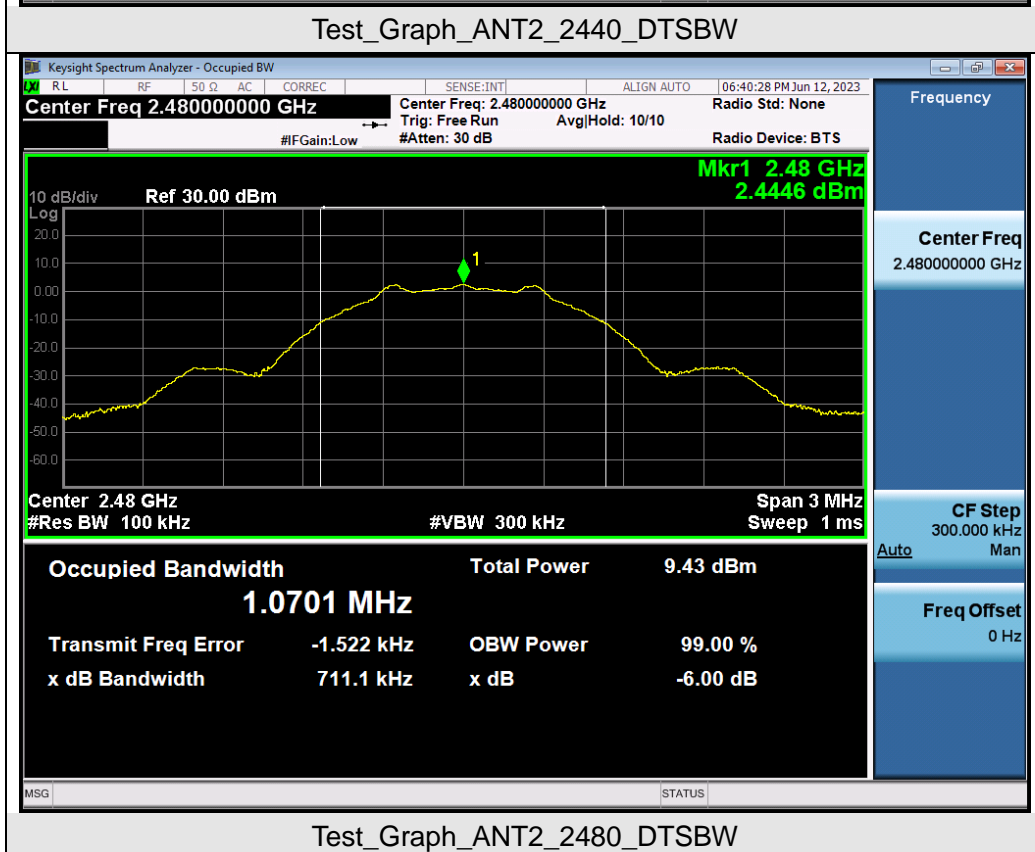 Test_Graph_ANT2_2440_DTSBW
Keysight Spectrum Analyzer - Occupied BW
LXI RL RF 50 Ω AC CORREC SENSE:INT ALIGN AUTO 06:40:28 PM Jun 12, 2023
Center Freq 2.480000000 GHz
Center Freq: 2.480000000 GHz Radio Std: None
Trig: Free Run Avg|Hold: 10/10
#IFGain:Low #Atten: 30 dB Radio Device: BTS
Frequency
Mkr1 2.48 GHz
2.4446 dBm
10 dB/div Ref 30.00 dBm
Log
20.0
10.0
0.00
-10.0
-20.0
-30.0
-40.0
-50.0
-60.0
1
Center 2.48 GHz Span 3 MHz
#Res BW 100 kHz #VBW 300 kHz Sweep 1 ms
Center Freq
2.480000000 GHz
CF Step
300.000 kHz
Auto Man
Freq Offset
0 Hz
Occupied Bandwidth Total Power 9.43 dBm
1.0701 MHz
Transmit Freq Error -1.522 kHz OBW Power 99.00 %
x dB Bandwidth 711.1 kHz x dB -6.00 dB
MSG STATUS
Test_Graph_ANT2_2480_DTSBW